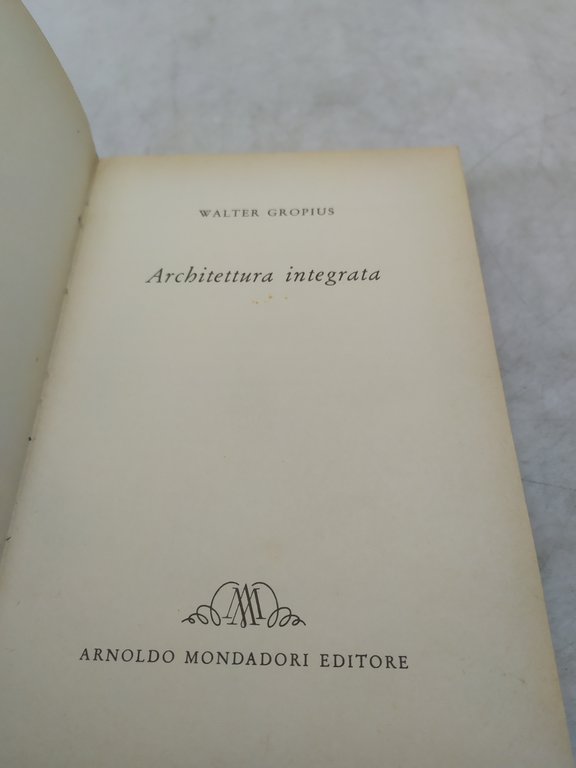 WALTER GROPIUS
Architettura integrata
AM
ARNOLDO MONDADORI EDITORE